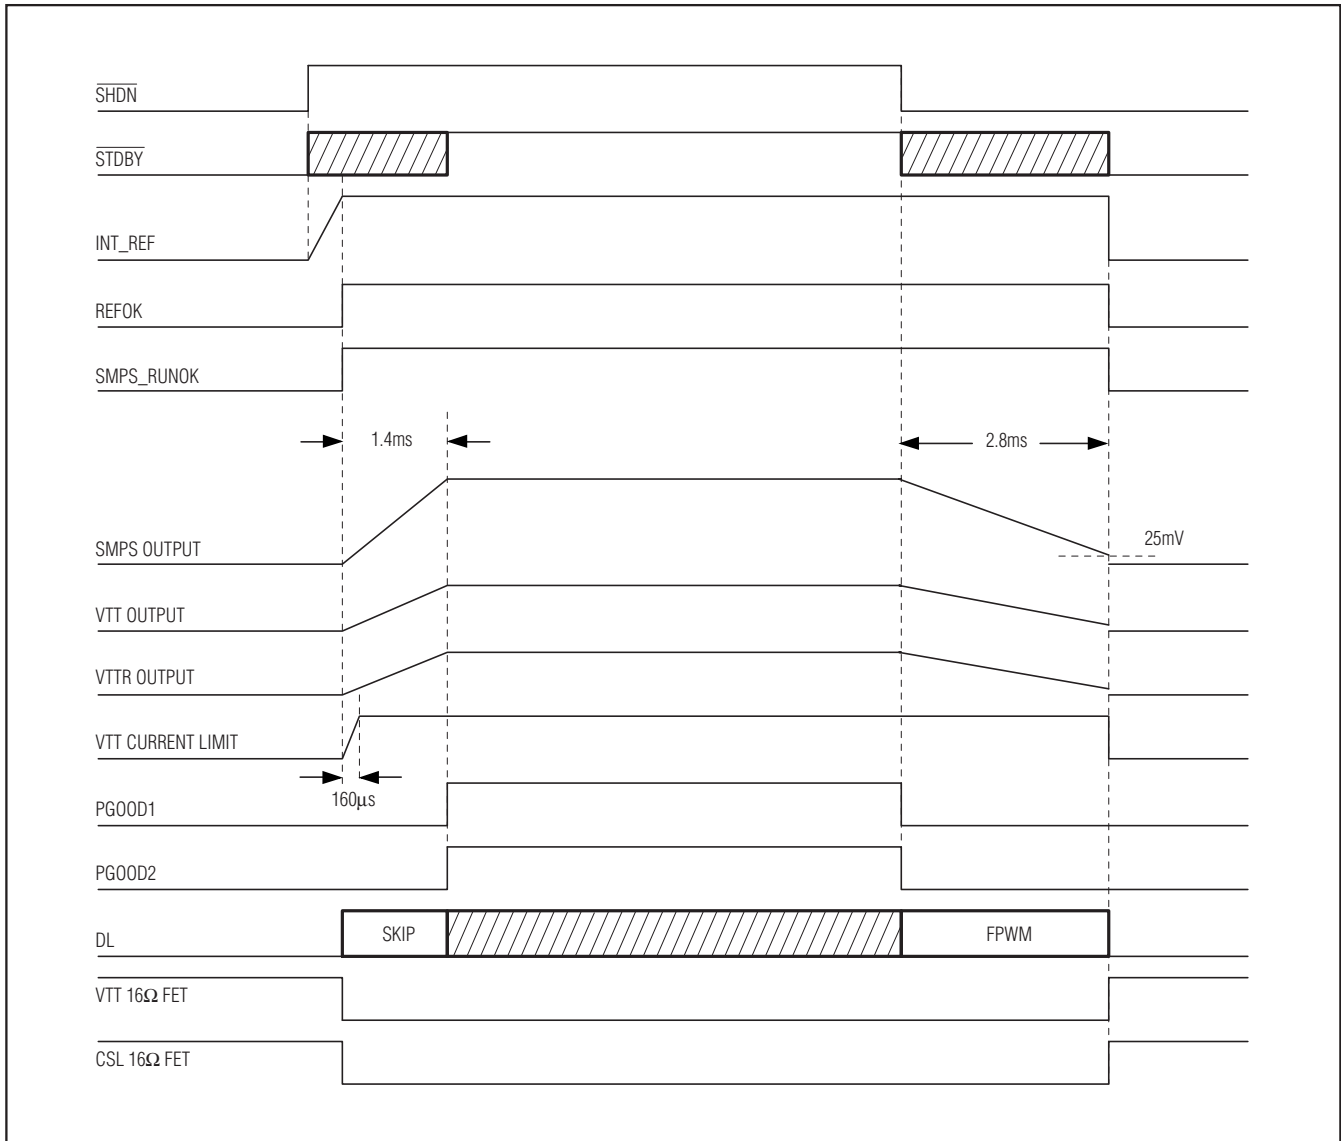 SHDN
STDBY
INT_REF
REFOK
SMPS_RUNOK
1.4ms
2.8ms
SMPS OUTPUT
25mV
VTT OUTPUT
VTTR OUTPUT
VTT CURRENT LIMIT
160μs
PGOOD1
PGOOD2
DL
SKIP
FPWM
VTT 16Ω FET
CSL 16Ω FET